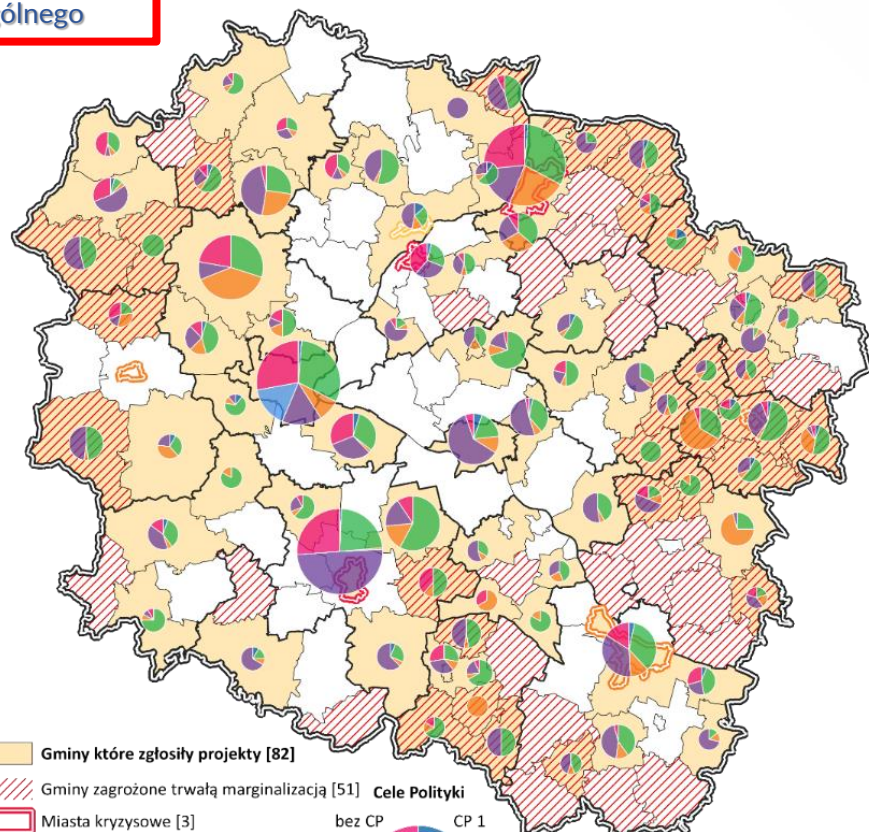 ólnego
Gminy które zgłosiły projekty [82]
Gminy zagrożone trwałą marginalizacją [51]
Cele Polityki
Miasta kryzysowe [3]
bez CP
CP 1